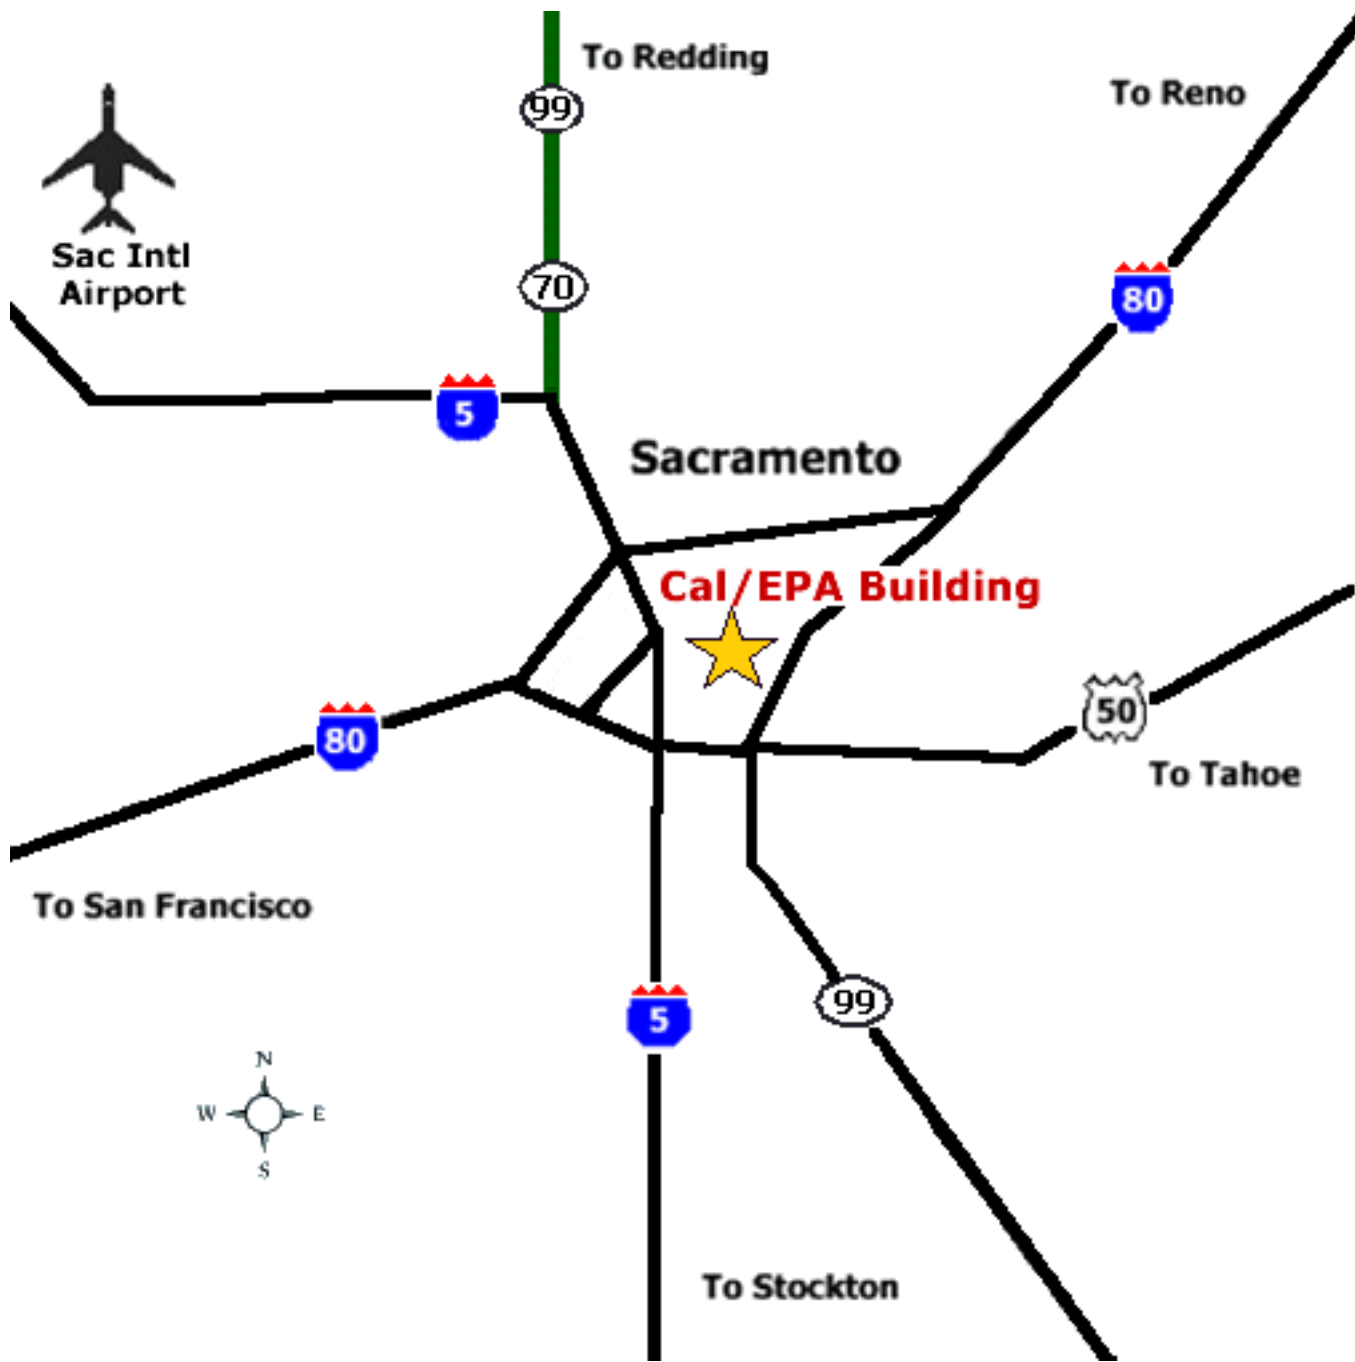 To Redding
99
To Reno
Sac Intl
Airport
70
80
5
Sacramento
Cal/EPA Building
50
80
To Tahoe
To San Francisco
99
5
N
W E
S
To Stockton